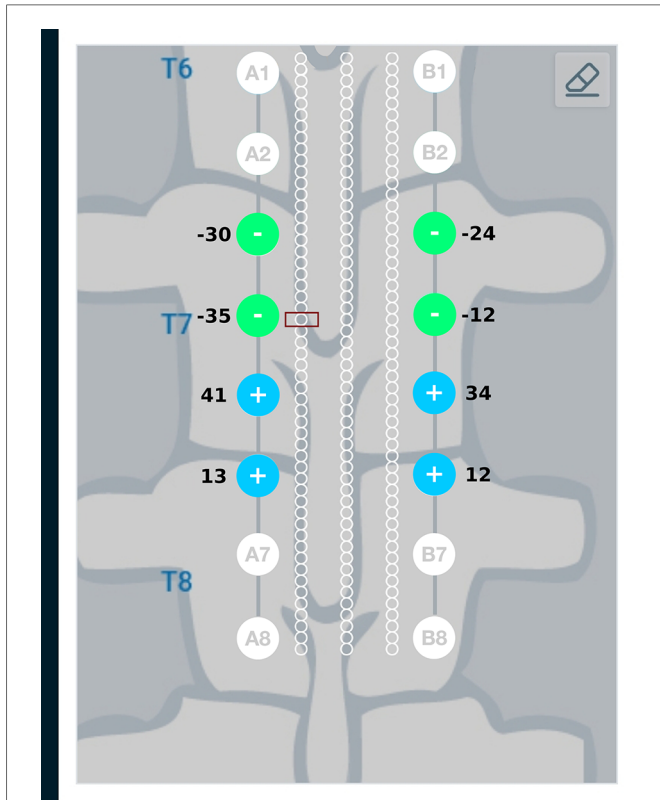 T6 A1 B1
A2 B2
-30 - - -24
T7 -35 - - -12
41 + + 34
13 + + 12
A7 B7
T8
A8 B8